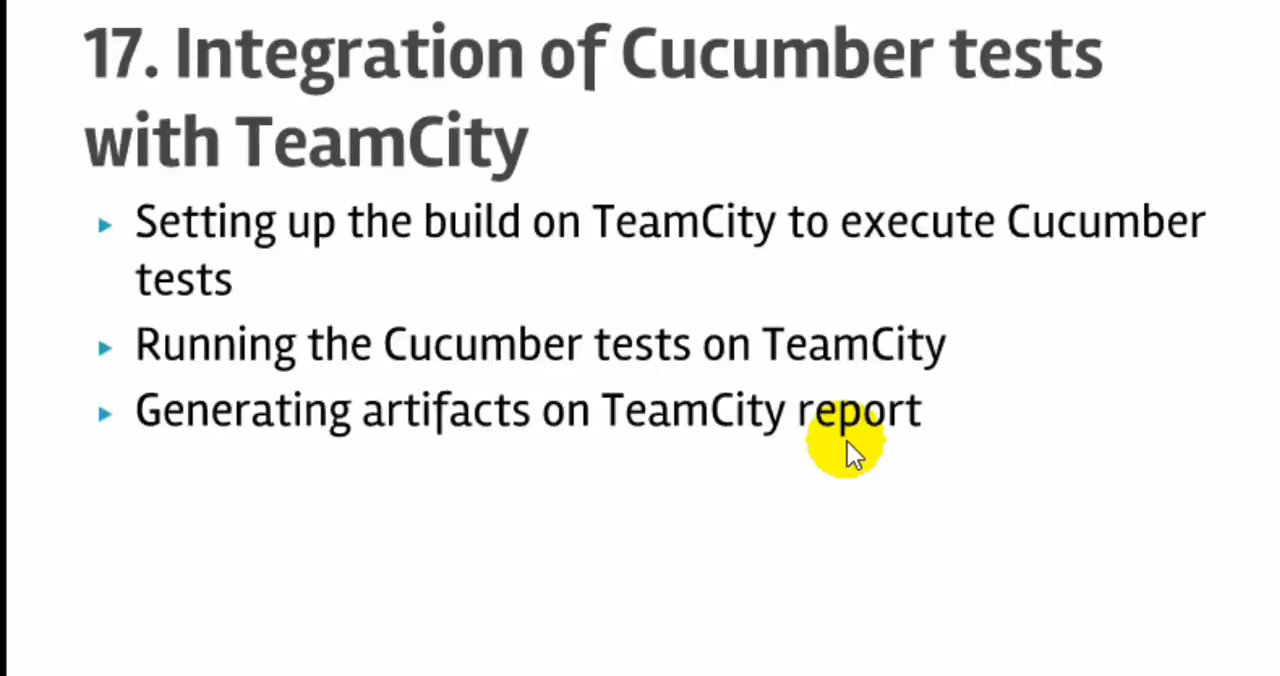 17. Integration of Cucumber tests
with TeamCity
Setting up the build on TeamCity to execute Cucumber
tests
Running the Cucumber tests on TeamCity
Generating artifacts on TeamCity report